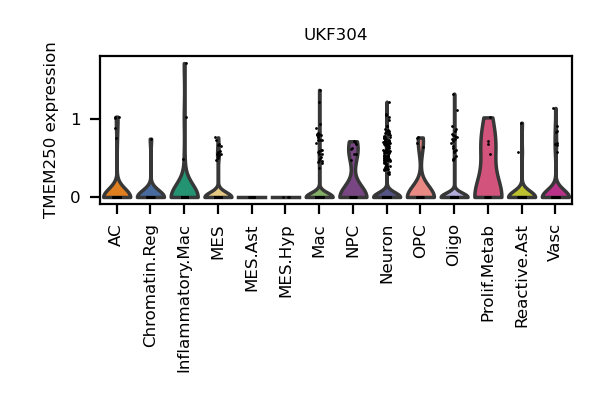 UKF304
TMEM250 expression
1
0
AC
Chromatin.Reg
Inflammatory.Mac
MES
MES.Ast
MES.Hyp
Mac
NPC
Neuron
OPC
Oligo
Prolif.Metab
Reactive.Ast
Vasc